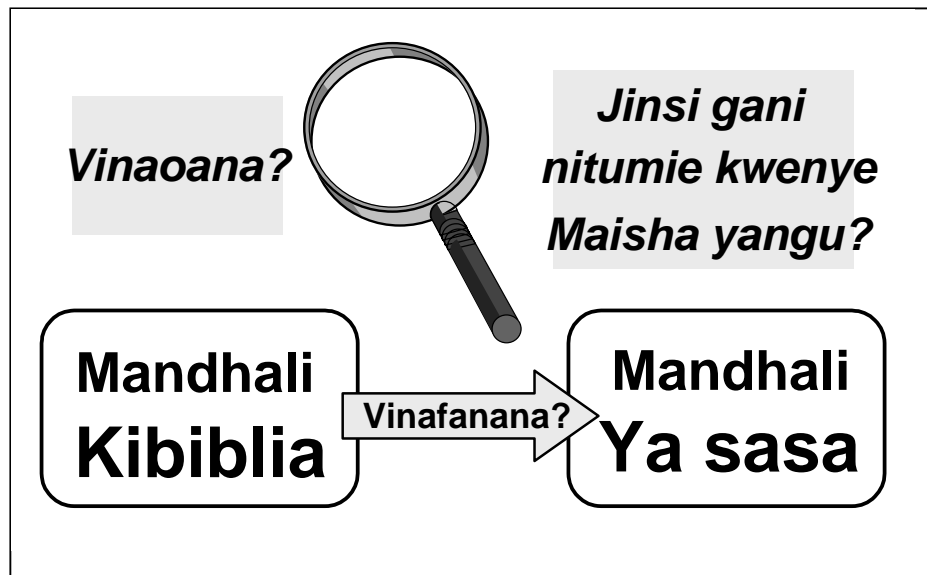 Vinaoana?
Jinsi gani
nitumie kwenye
Maisha yangu?
Mandhali
Kibiblia
Vinafanana?
Mandhali
Ya sasa